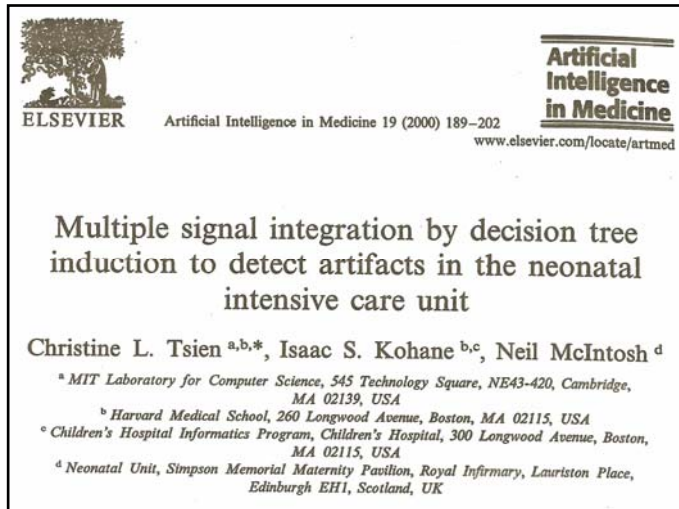 ELSEVIER
Artificial Intelligence in Medicine 19 (2000) 189–202
Artificial
Intelligence
in Medicine
www.elsevier.com/locate/artmed
Multiple signal integration by decision tree
induction to detect artifacts in the neonatal
intensive care unit
Christine L. Tsien a,b,*, Isaac S. Kohane b,c, Neil McIntosh d
a MIT Laboratory for Computer Science, 545 Technology Square, NE43-420, Cambridge,
MA 02139, USA
b Harvard Medical School, 260 Longwood Avenue, Boston, MA 02115, USA
c Children's Hospital Informatics Program, Children's Hospital, 300 Longwood Avenue, Boston,
MA 02115, USA
d Neonatal Unit, Simpson Memorial Maternity Pavilion, Royal Infirmary, Lauriston Place,
Edinburgh EH1, Scotland, UK